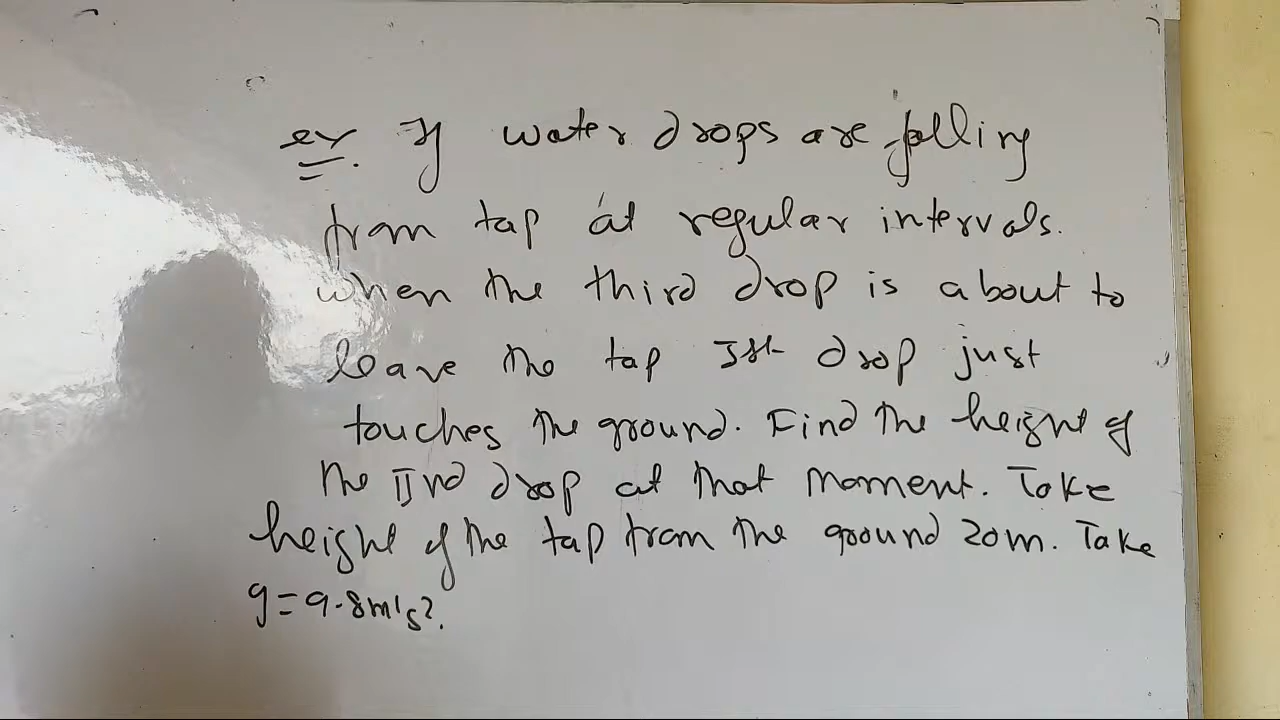 ex. If water drops are falling
from tap at regular intervals.
when the third drop is about to
leave the tap Ist drop just
touches the ground. Find the height of
the IInd drop at that moment. Take
height of the tap from the ground 20m. Take
g = 9.8m/s².